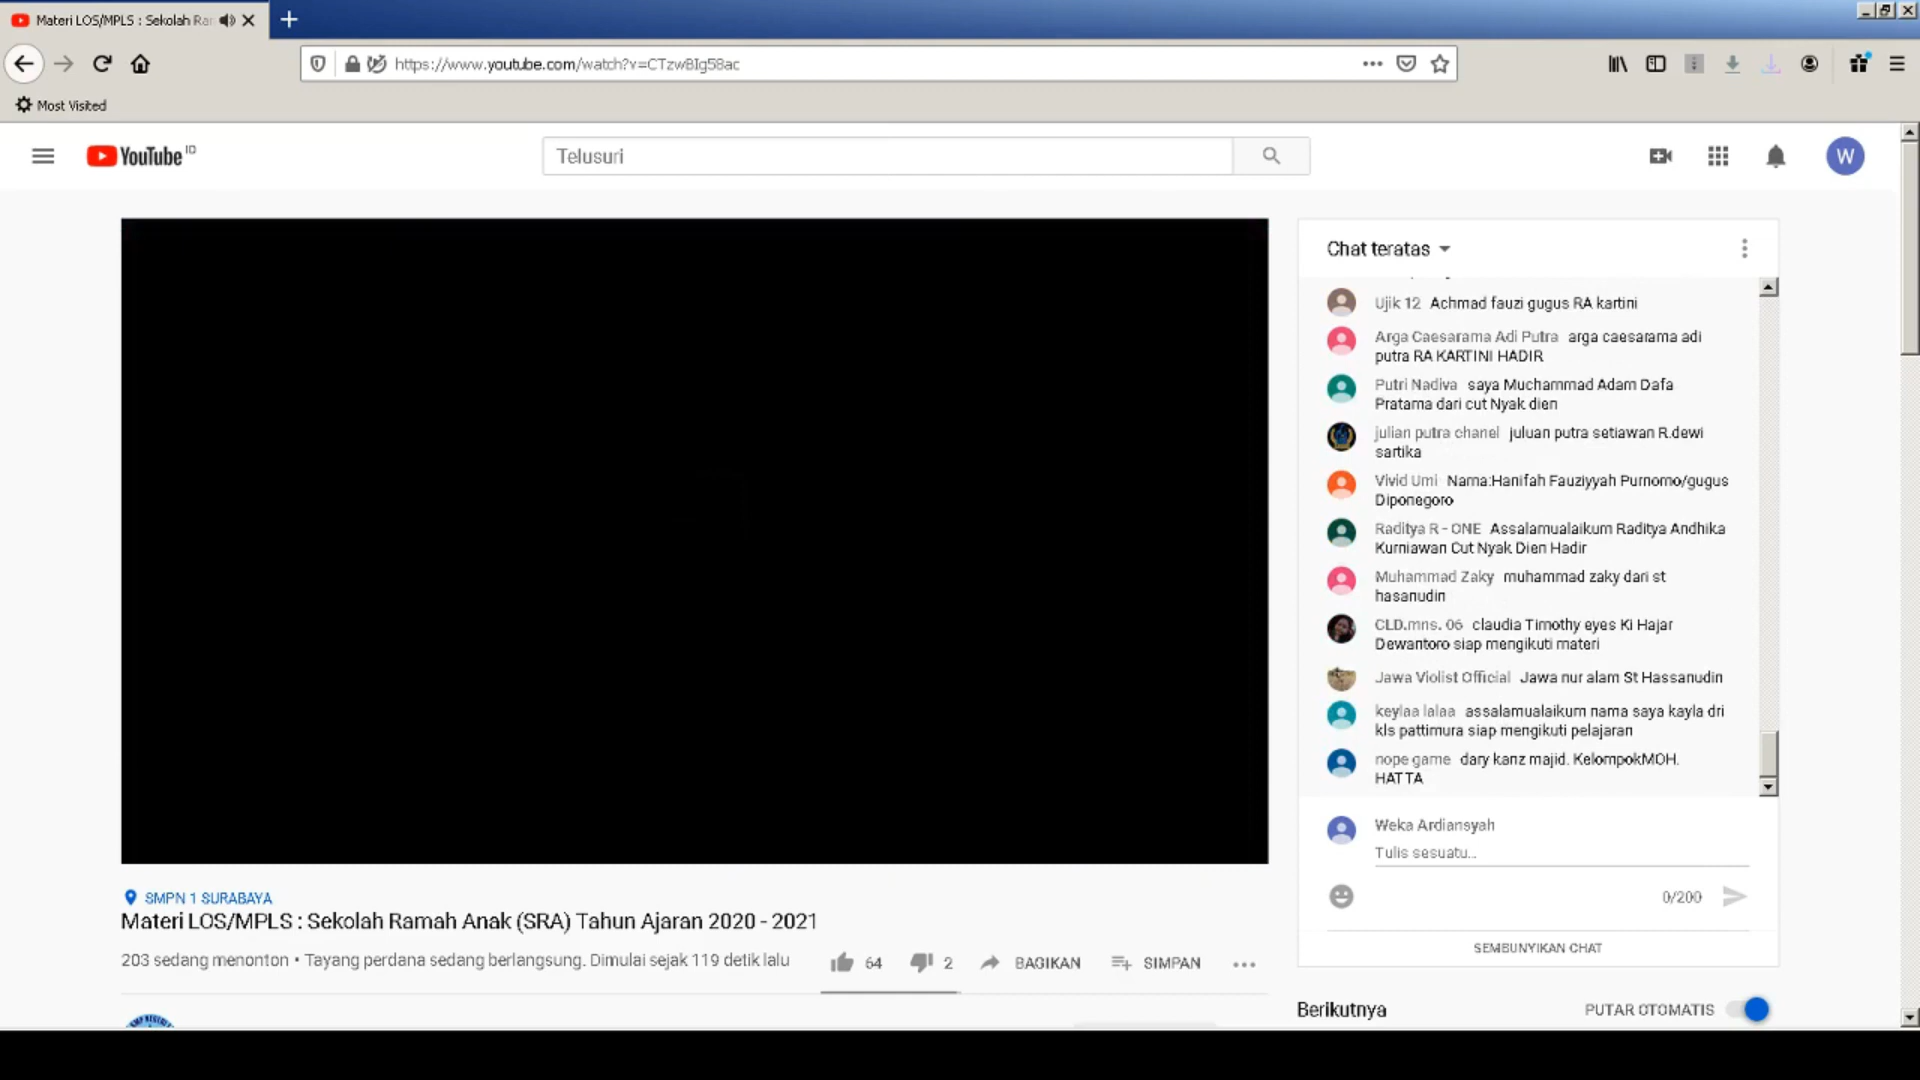 Materi LOS/MPLS : Sekolah Ra
https://www.youtube.com/watch?v=CTzwBIg58ac
Most Visited
YouTube ID
Telusuri
W
Chat teratas
Ujik 12 Achmad fauzi gugus RA kartini
Arga Caesarama Adi Putra arga caesarama adi
putra RA KARTINI HADIR
Putri Nadiva saya Muchammad Adam Dafa
Pratama dari cut Nyak dien
julian putra chanel juluan putra setiawan R.dewi
sartika
Vivid Umi Nama:Hanifah Fauziyyah Purnomo/gugus
Diponegoro
Raditya R - ONE Assalamualaikum Raditya Andhika
Kurniawan Cut Nyak Dien Hadir
Muhammad Zaky muhammad zaky dari st
hasanudin
CLD.mns. 06 claudia Timothy eyes Ki Hajar
Dewantoro siap mengikuti materi
Jawa Violist Official Jawa nur alam St Hassanudin
keylaa lalaa assalamualaikum nama saya kayla dri
kls pattimura siap mengikuti pelajaran
nope game dary kanz majid. KelompokMOH.
HATTA
Weka Ardiansyah
Tulis sesuatu...
0/200
SEMBUNYIKAN CHAT
SMPN 1 SURABAYA
Materi LOS/MPLS : Sekolah Ramah Anak (SRA) Tahun Ajaran 2020 - 2021
203 sedang menonton • Tayang perdana sedang berlangsung. Dimulai sejak 119 detik lalu
64
2
BAGIKAN
SIMPAN
Berikutnya
PUTAR OTOMATIS